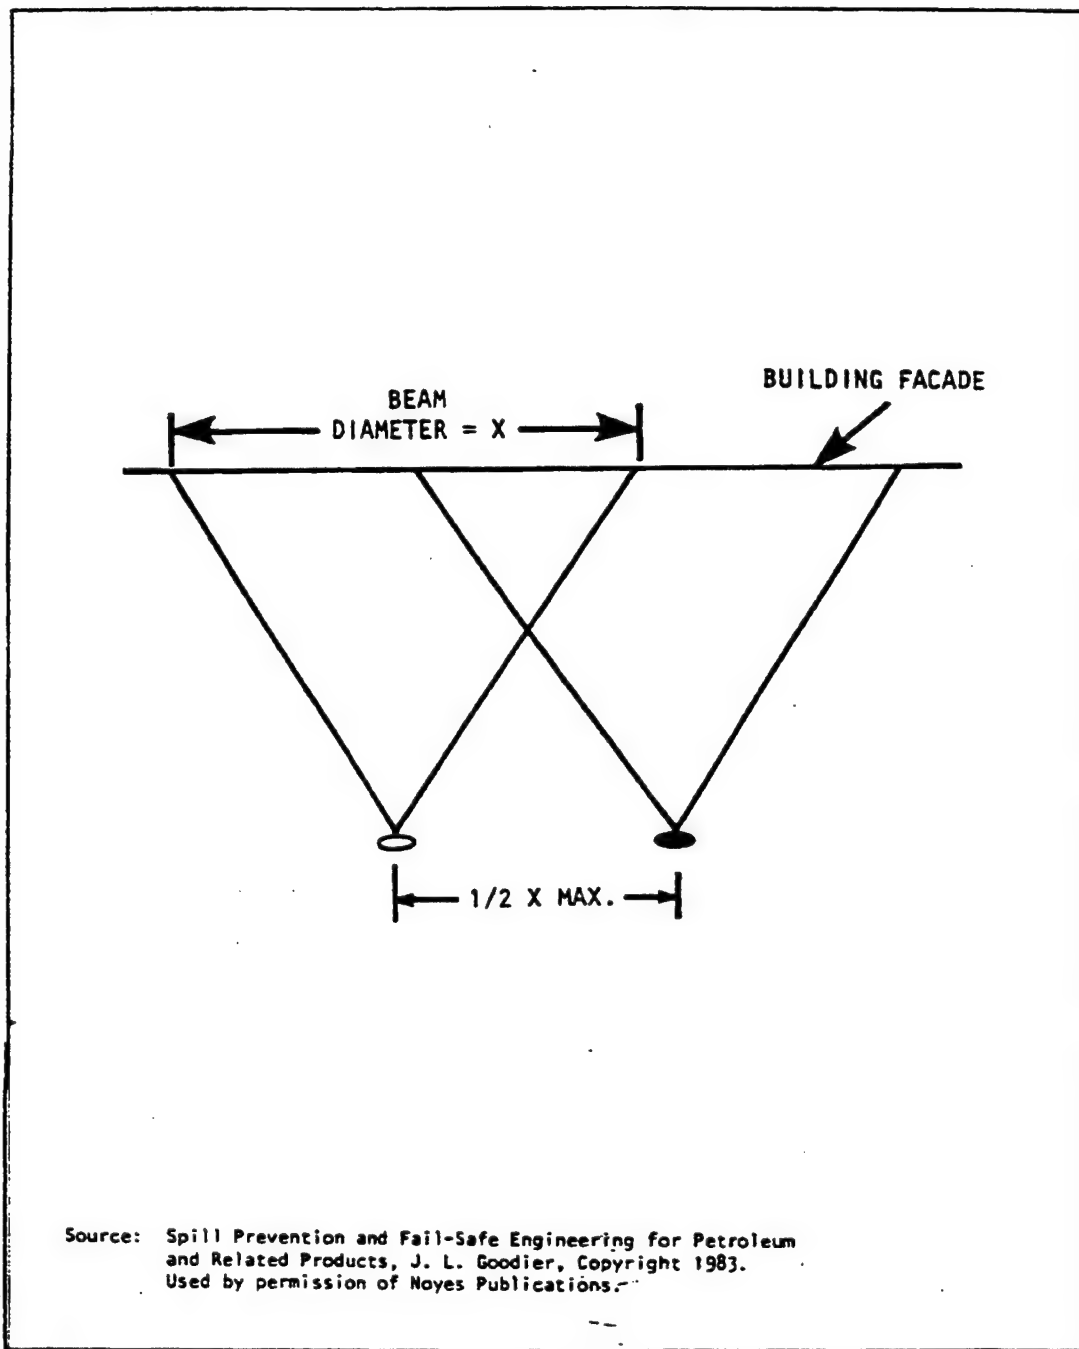 BUILDING FACADE
BEAM
DIAMETER = X
1/2 X MAX.
Source: Spill Prevention and Fail-Safe Engineering for Petroleum
and Related Products, J. L. Goodier, Copyright 1983.
Used by permission of Noyes Publications.